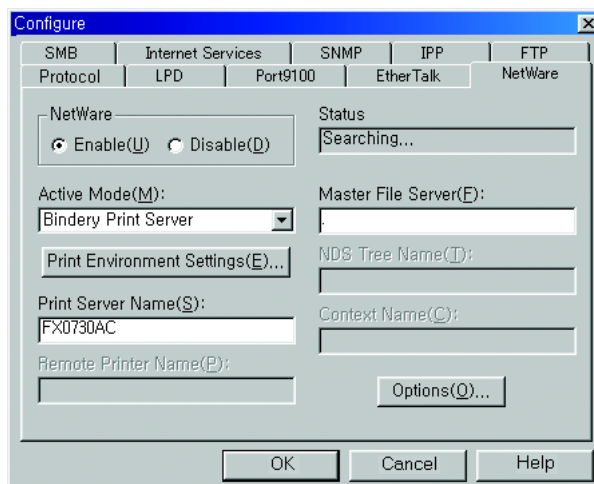 Configure
SMB
Internet Services
SNMP
IPP
FTP
Protocol
LPD
Port9100
EtherTalk
NetWare
NetWare
Enable(U)
Disable(D)
Status
Searching...
Active Mode(M):
Bindery Print Server
Master File Server(F):
.
Print Environment Settings(E)...
NDS Tree Name(T):
Print Server Name(S):
FX0730AC
Context Name(C):
Remote Printer Name(P):
Options(O)...
OK
Cancel
Help